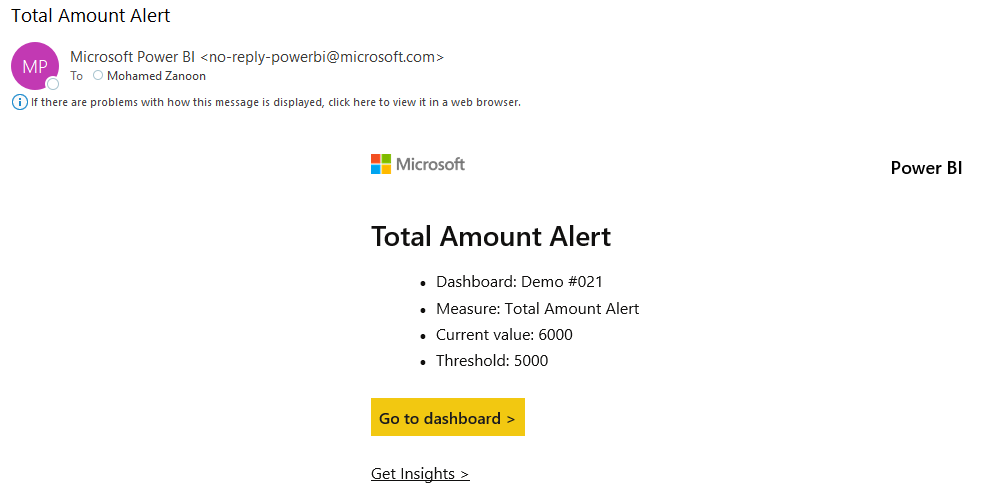 Total Amount Alert
MP
Microsoft Power BI <no-reply-powerbi@microsoft.com>
To Mohamed Zanoon
If there are problems with how this message is displayed, click here to view it in a web browser.
Microsoft
Power BI
Total Amount Alert
• Dashboard: Demo #021
• Measure: Total Amount Alert
• Current value: 6000
• Threshold: 5000
Go to dashboard >
Get Insights >